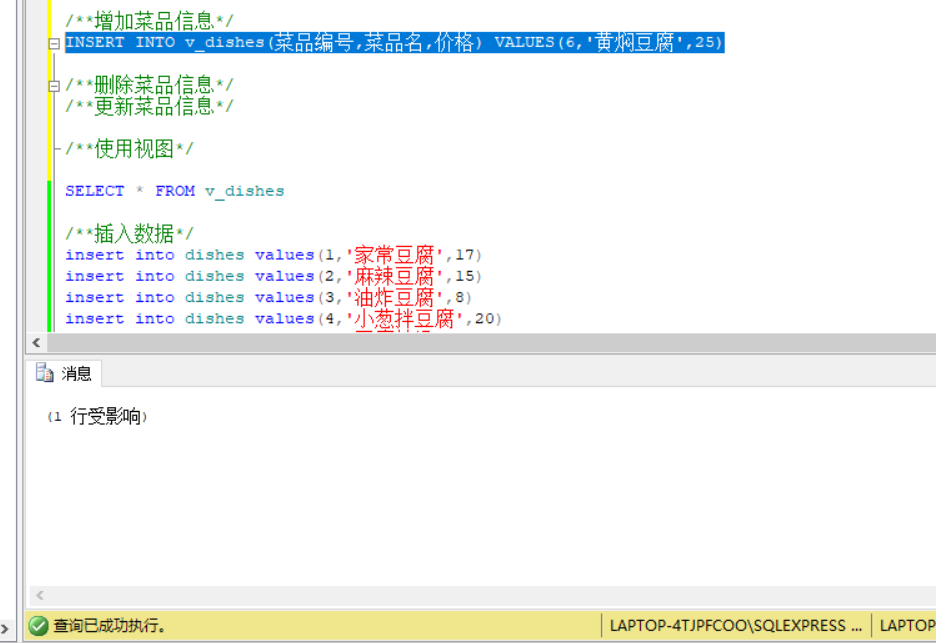 /**增加菜品信息*/
INSERT INTO v_dishes(菜品编号,菜品名,价格) VALUES(6,'黄焖豆腐',25)
/**删除菜品信息*/
/**更新菜品信息*/
/**使用视图*/
SELECT * FROM v_dishes
/**插入数据*/
insert into dishes values(1,'家常豆腐',17)
insert into dishes values(2,'麻辣豆腐',15)
insert into dishes values(3,'油炸豆腐',8)
insert into dishes values(4,'小葱拌豆腐',20)
消息
(1 行受影响)
查询已成功执行。
LAPTOP-4TJPFCOO\SQLEXPRESS ...
LAPTOP